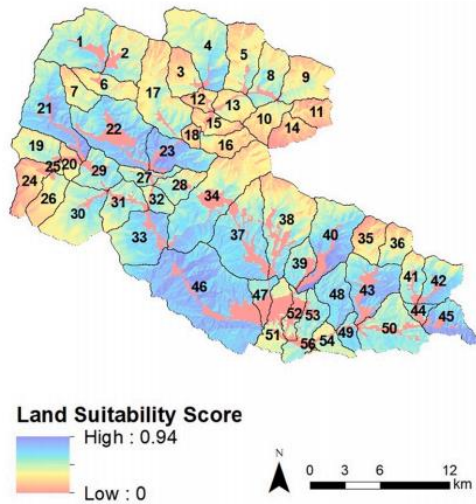 1 2 4 5
3 8 9
7 6 17 12 13 11
21 15 10
22 18 14
19 23 16
25 20 29 27
24 28
26 31 32 34
30 38
33 37 40 35 36
39
46 47 48 43 41 42
52 53 44 45
51 49 50
56 54
Land Suitability Score
High : 0.94
Low : 0
N
0 3 6 12
km